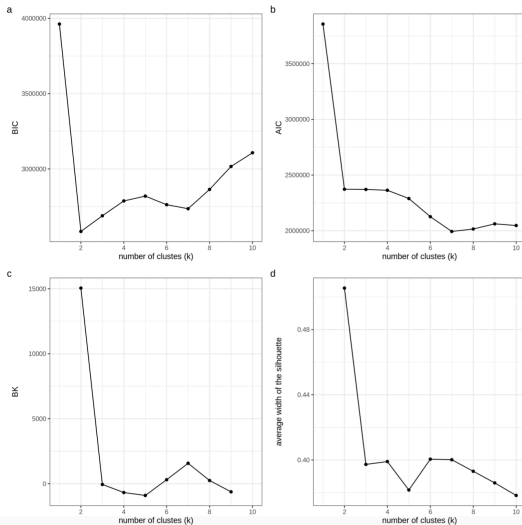 a
4000000
3500000
3000000
BIC
2 4 6 8 10
number of clustes (k)
b
3500000
3000000
2500000
2000000
AIC
2 4 6 8 10
number of clustes (k)
c
15000
10000
5000
0
BK
2 4 6 8 10
number of clustes (k)
d
0.48
0.44
0.40
average width of the silhouette
2 4 6 8 10
number of clustes (k)